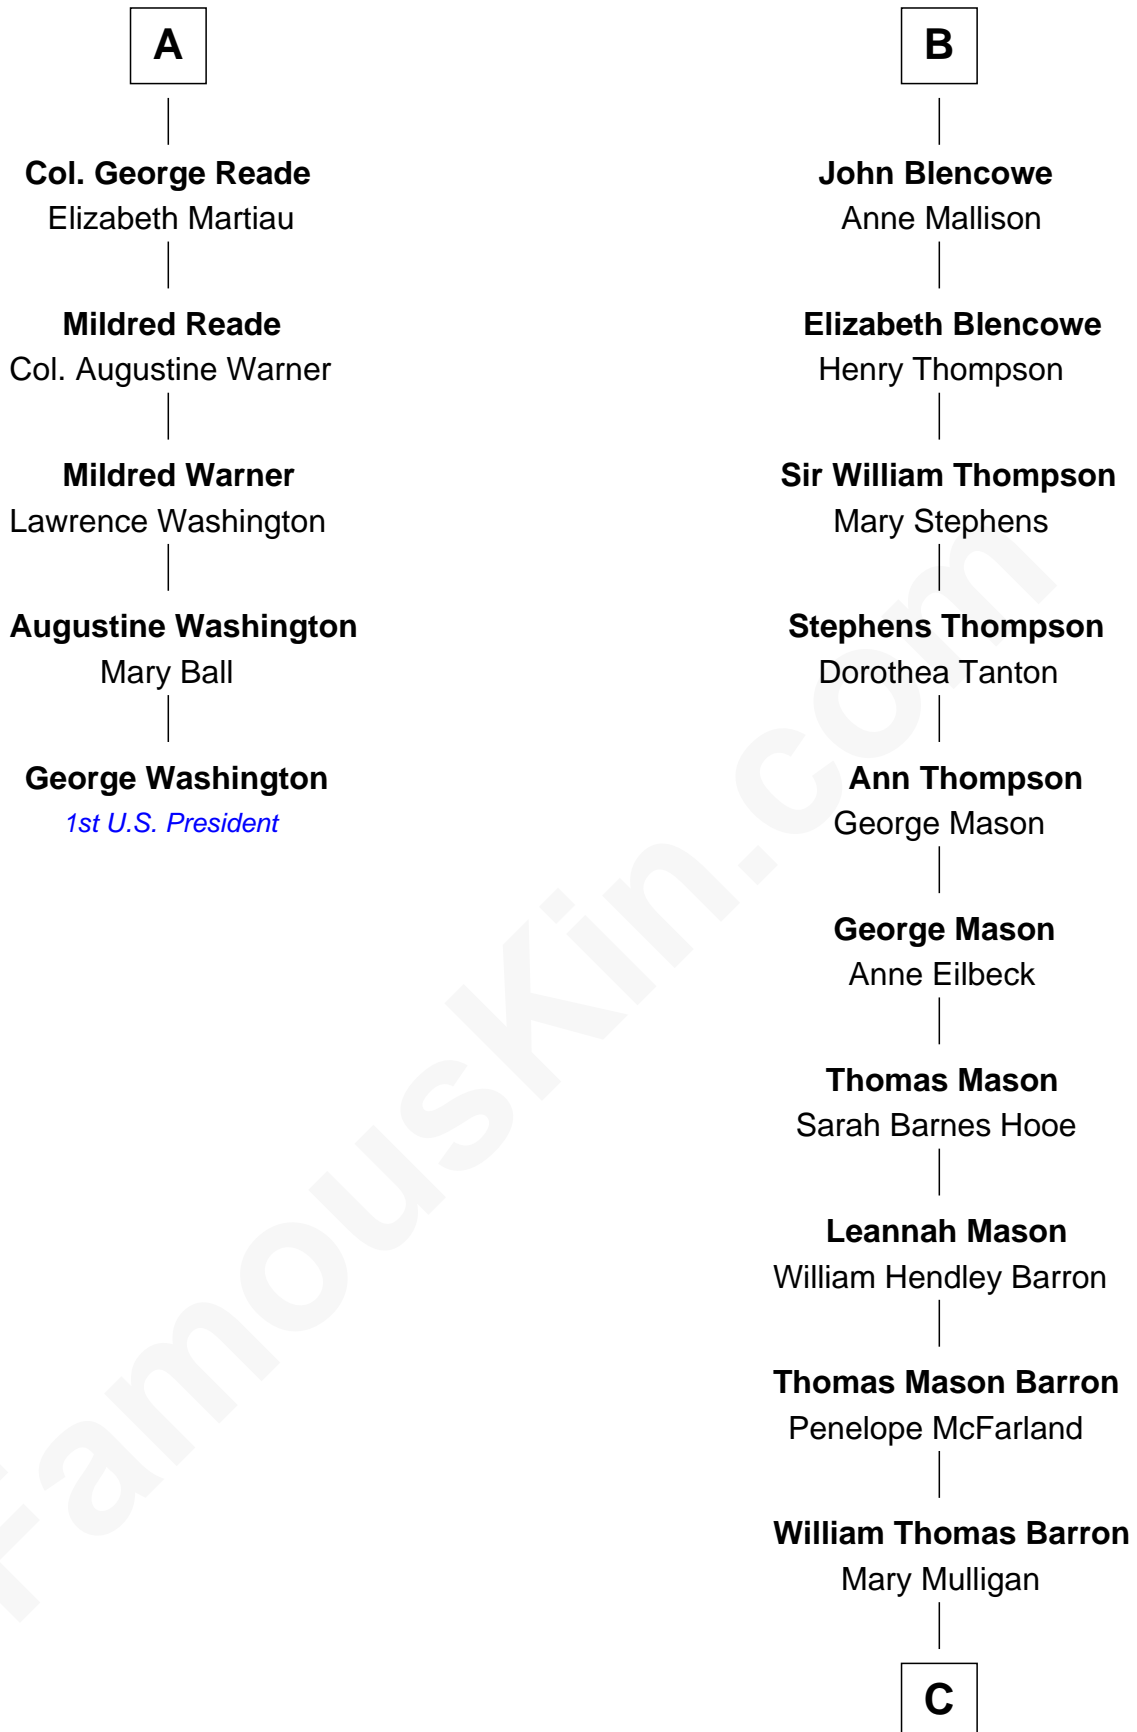 A
Col. George Reade
Elizabeth Martiau
Mildred Reade
Col. Augustine Warner
Mildred Warner
Lawrence Washington
Augustine Washington
Mary Ball
George Washington
1st U.S. President
B
John Blencowe
Anne Mallison
Elizabeth Blencowe
Henry Thompson
Sir William Thompson
Mary Stephens
Stephens Thompson
Dorothea Tanton
Ann Thompson
George Mason
George Mason
Anne Eilbeck
Thomas Mason
Sarah Barnes Hooe
Leannah Mason
William Hendley Barron
Thomas Mason Barron
Penelope McFarland
William Thomas Barron
Mary Mulligan
C
FamousKin.com